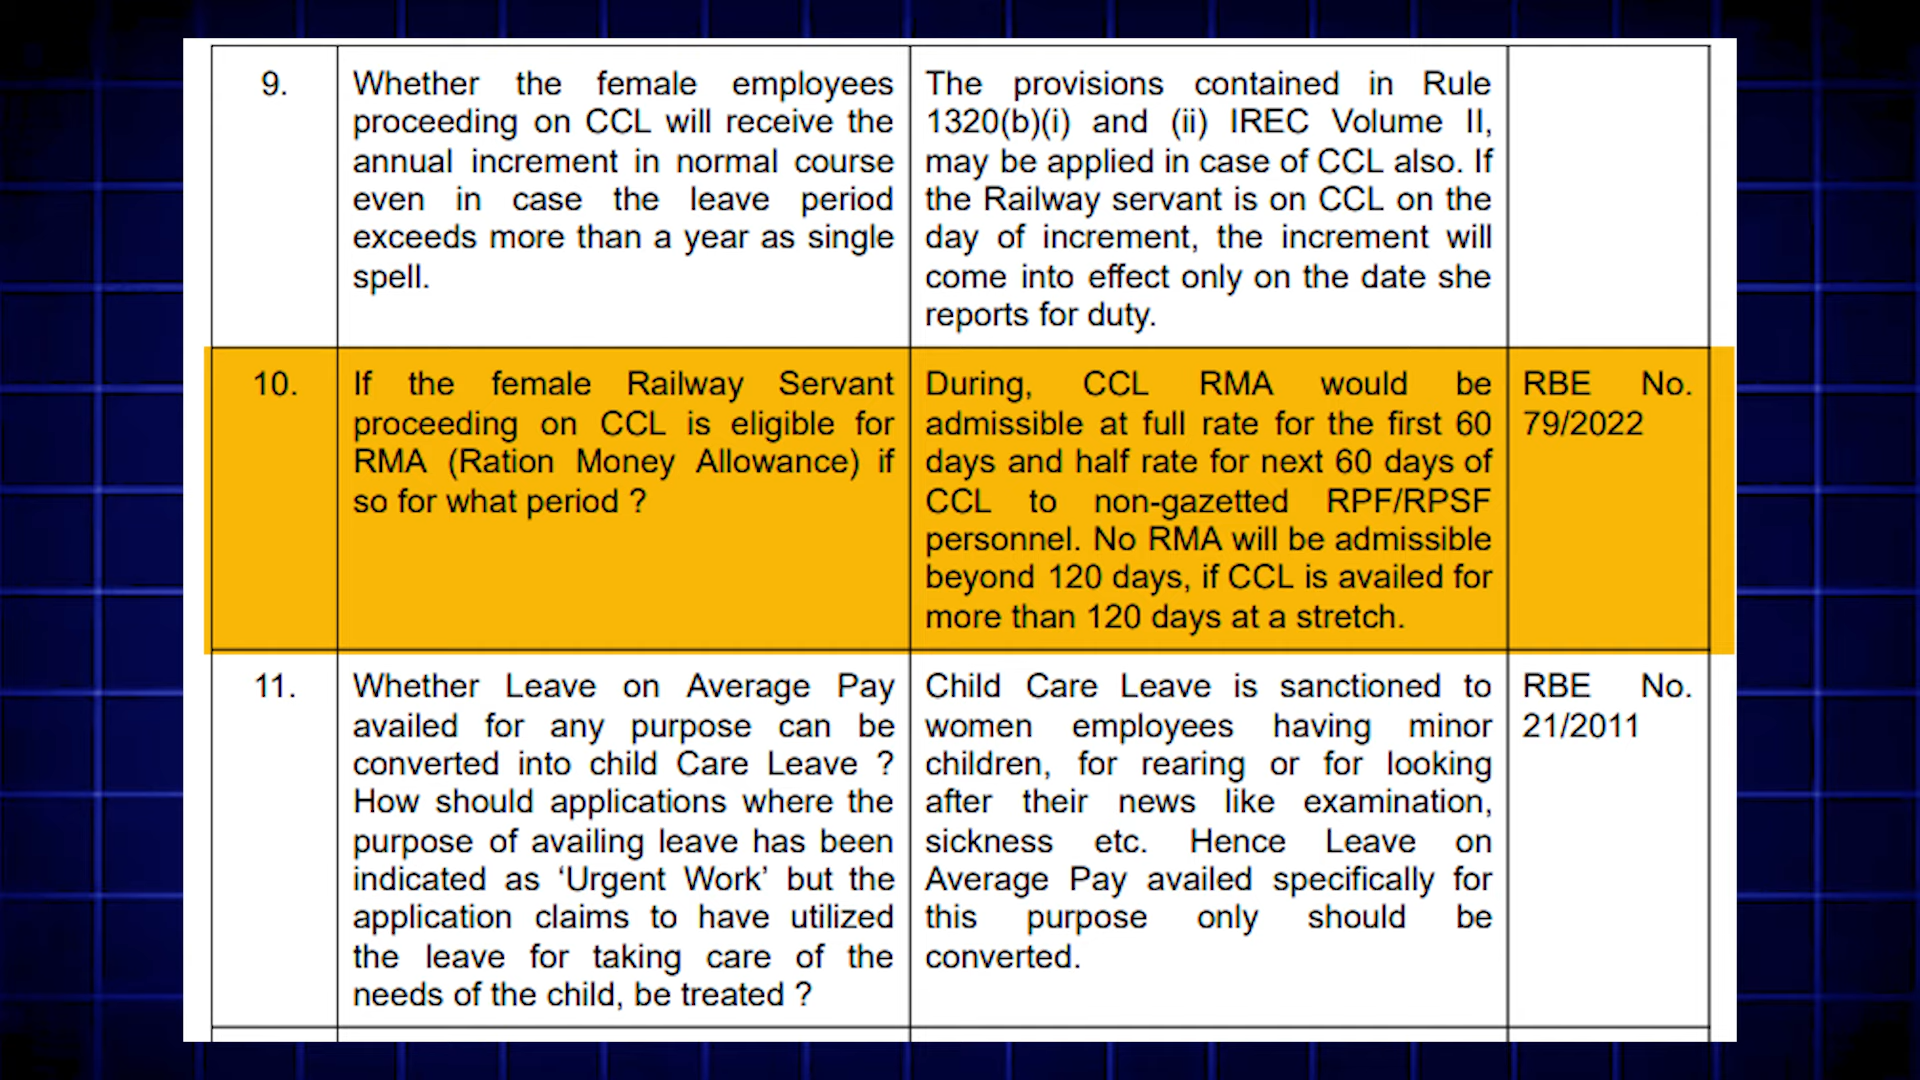 9.
Whether the female employees
proceeding on CCL will receive the
annual increment in normal course
even in case the leave period
exceeds more than a year as single
spell.
The provisions contained in Rule
1320(b)(i) and (ii) IREC Volume II,
may be applied in case of CCL also. If
the Railway servant is on CCL on the
day of increment, the increment will
come into effect only on the date she
reports for duty.
10.
If the female Railway Servant
proceeding on CCL is eligible for
RMA (Ration Money Allowance) if
so for what period ?
During, CCL RMA would be
admissible at full rate for the first 60
days and half rate for next 60 days of
CCL to non-gazetted RPF/RPSF
personnel. No RMA will be admissible
beyond 120 days, if CCL is availed for
more than 120 days at a stretch.
RBE No.
79/2022
11.
Whether Leave on Average Pay
availed for any purpose can be
converted into child Care Leave ?
How should applications where the
purpose of availing leave has been
indicated as ‘Urgent Work’ but the
application claims to have utilized
the leave for taking care of the
needs of the child, be treated ?
Child Care Leave is sanctioned to
women employees having minor
children, for rearing or for looking
after their news like examination,
sickness etc. Hence Leave on
Average Pay availed specifically for
this purpose only should be
converted.
RBE No.
21/2011